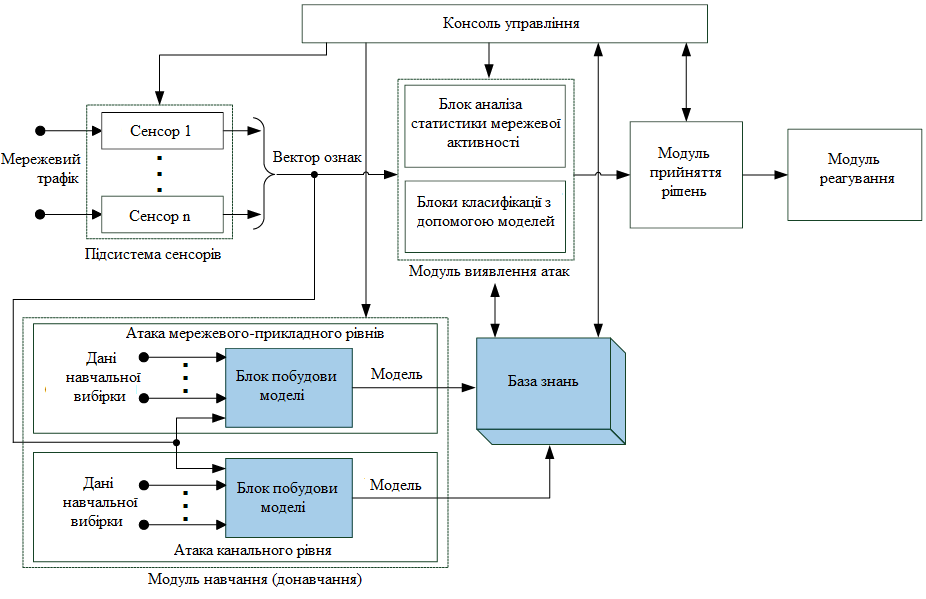 Консоль управління
Сенсор 1
Сенсор n
Мережевий
трафік
Підсистема сенсорів
Вектор ознак
Блок аналіза
статистики мережевої
активності
Блоки класифікації з
допомогою моделей
Модуль виявлення атак
Модуль
прийняття
рішень
Модуль
реагування
Атака мережевого-прикладного рівнів
Дані
навчальної
вибірки
Блок побудови
моделі
Модель
База знань
Дані
навчальної
вибірки
Блок побудови
моделі
Модель
Атака канального рівня
Модуль навчання (донавчання)